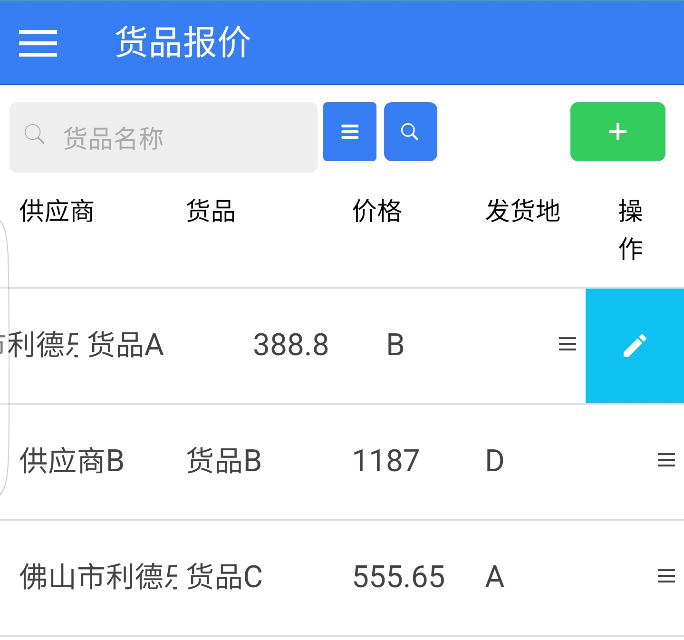 货品报价
货品名称
供应商 货品 价格 发货地 操作
市利德 货品A 388.8 B
供应商B 货品B 1187 D
佛山市利德 货品C 555.65 A